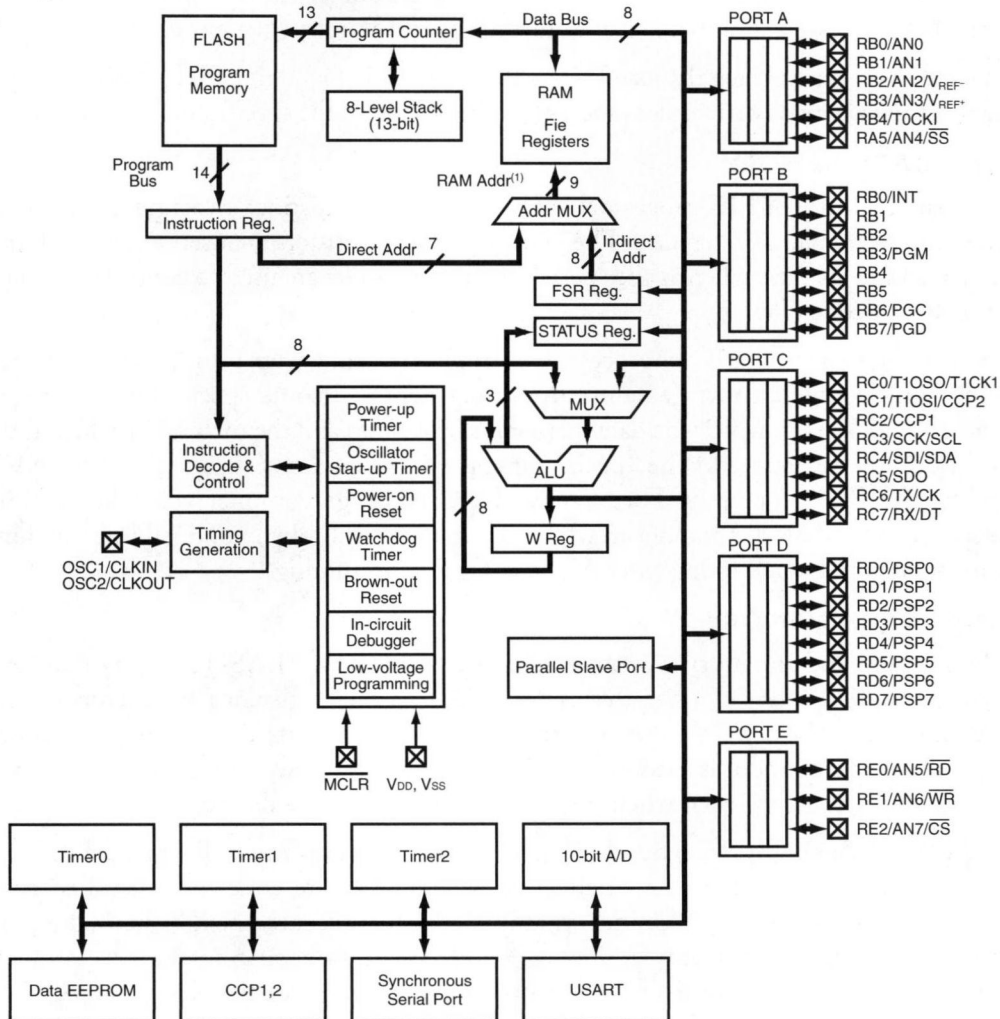 FLASH
Program
Memory
13
Program Counter
Data Bus
8
8-Level Stack
(13-bit)
RAM
Fie
Registers
Program
Bus
14
RAM Addr(1)
9
Addr MUX
Instruction Reg.
Direct Addr
7
Indirect
Addr
8
FSR Reg.
STATUS Reg.
8
3
MUX
ALU
8
W Reg
Instruction
Decode &
Control
Timing
Generation
OSC1/CLKIN
OSC2/CLKOUT
Power-up
Timer
Oscillator
Start-up Timer
Power-on
Reset
Watchdog
Timer
Brown-out
Reset
In-circuit
Debugger
Low-voltage
Programming
MCLR
VDD, VSS
Parallel Slave Port
PORT A
RB0/AN0
RB1/AN1
RB2/AN2/VREF-
RB3/AN3/VREF+
RB4/T0CKI
RA5/AN4/SS
PORT B
RB0/INT
RB1
RB2
RB3/PGM
RB4
RB5
RB6/PGC
RB7/PGD
PORT C
RC0/T1OSO/T1CK1
RC1/T1OSI/CCP2
RC2/CCP1
RC3/SCK/SCL
RC4/SDI/SDA
RC5/SDO
RC6/TX/CK
RC7/RX/DT
PORT D
RD0/PSP0
RD1/PSP1
RD2/PSP2
RD3/PSP3
RD4/PSP4
RD5/PSP5
RD6/PSP6
RD7/PSP7
PORT E
RE0/AN5/RD
RE1/AN6/WR
RE2/AN7/CS
Timer0
Timer1
Timer2
10-bit A/D
Data EEPROM
CCP1,2
Synchronous
Serial Port
USART